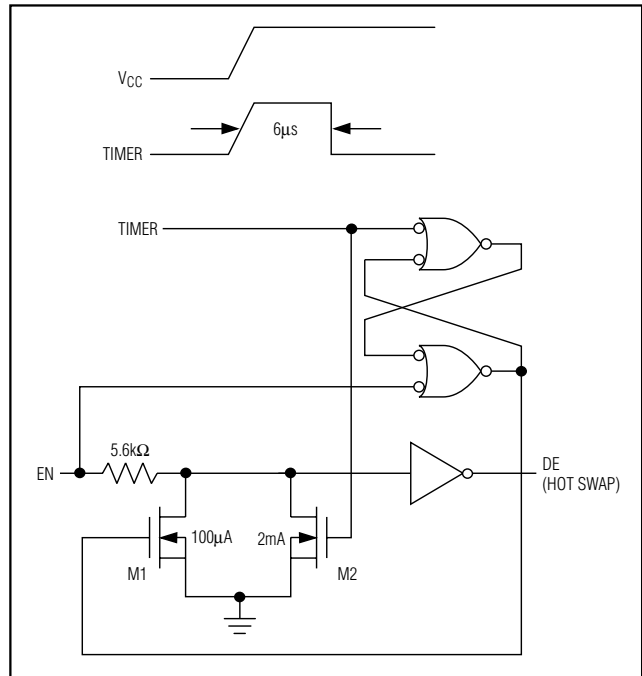 VCC
6μs
TIMER
TIMER
5.6kΩ
EN
DE
(HOT SWAP)
100μA
2mA
M1
M2